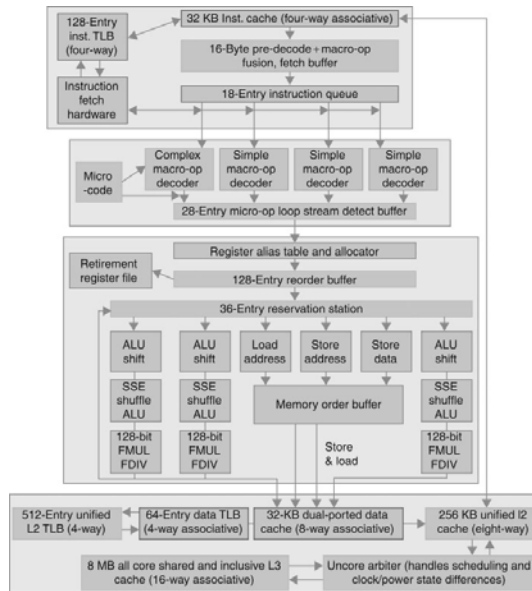 128-Entry
inst. TLB
(four-way)
32 KB Inst. cache (four-way associative)
16-Byte pre-decode+macro-op
fusion, fetch buffer
Instruction
fetch
hardware
18-Entry instruction queue
Micro
-code
Complex
macro-op
decoder
Simple
macro-op
decoder
Simple
macro-op
decoder
Simple
macro-op
decoder
28-Entry micro-op loop stream detect buffer
Register alias table and allocator
Retirement
register file
128-Entry reorder buffer
36-Entry reservation station
ALU
shift
ALU
shift
Load
address
Store
address
Store
data
ALU
shift
SSE
shuffle
ALU
SSE
shuffle
ALU
Memory order buffer
SSE
shuffle
ALU
128-bit
FMUL
FDIV
128-bit
FMUL
FDIV
Store
& load
128-bit
FMUL
FDIV
512-Entry unified
L2 TLB (4-way)
64-Entry data TLB
(4-way associative)
32-KB dual-ported data
cache (8-way associative)
256 KB unified l2
cache (eight-way)
8 MB all core shared and inclusive L3
cache (16-way associative)
Uncore arbiter (handles scheduling and
clock/power state differences)